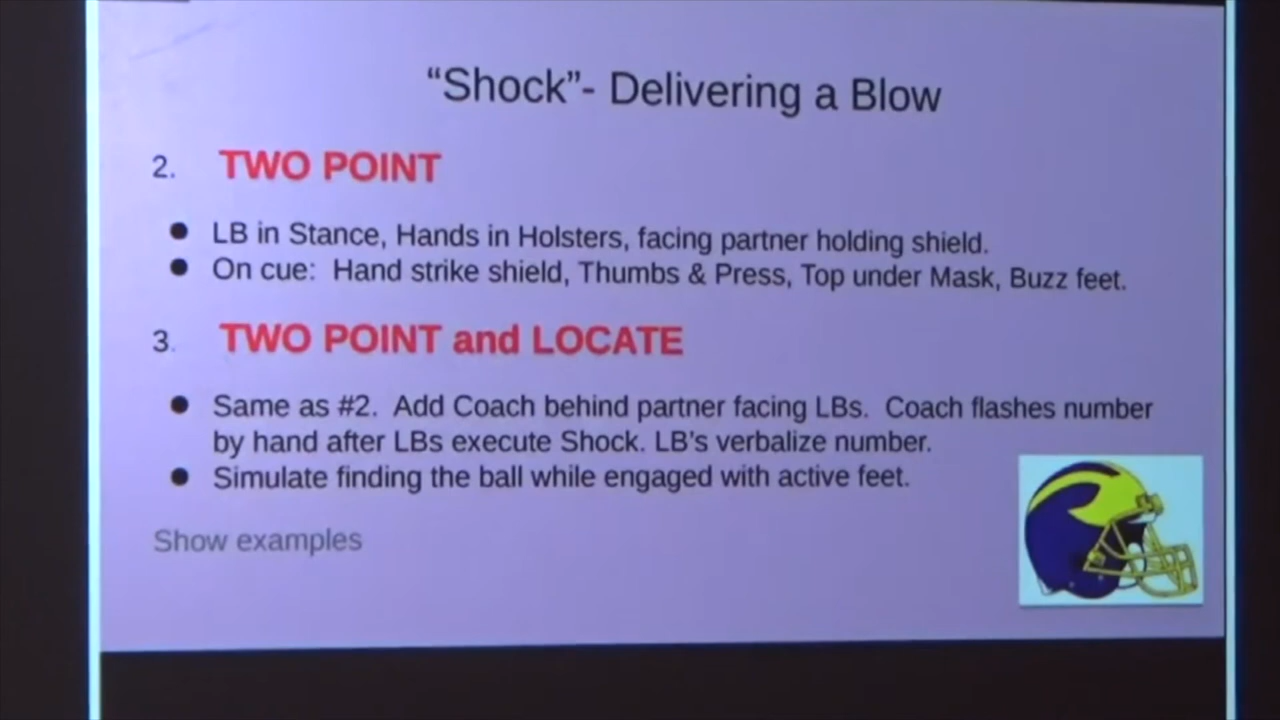 “Shock”- Delivering a Blow
2. TWO POINT
● LB in Stance, Hands in Holsters, facing partner holding shield.
● On cue: Hand strike shield, Thumbs & Press, Top under Mask, Buzz feet.
3. TWO POINT and LOCATE
● Same as #2. Add Coach behind partner facing LBs. Coach flashes number
by hand after LBs execute Shock. LB’s verbalize number.
● Simulate finding the ball while engaged with active feet.
Show examples